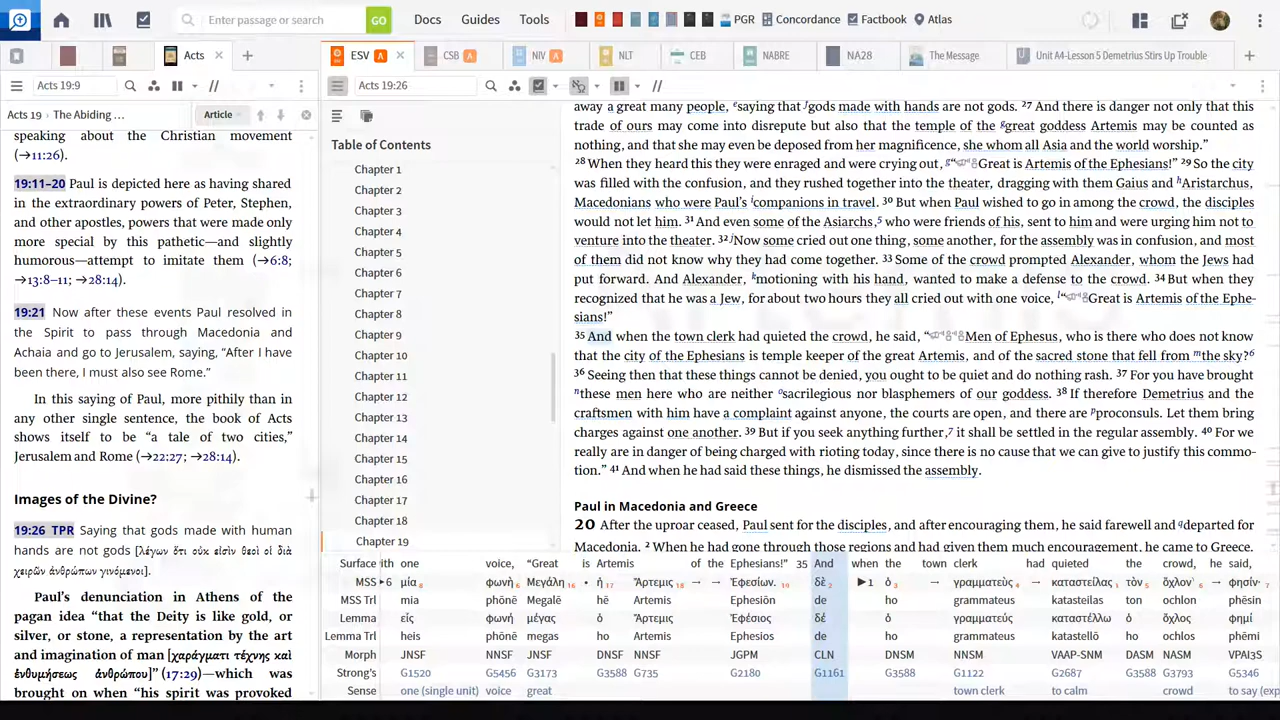 Enter passage or search
GO
Docs
Guides
Tools
PGR
Concordance
Factbook
Atlas
Acts
ESV A
CSB A
NIV A
NLT
CEB
NABRE
NA28
The Message
Unit A4-Lesson 5 Demetrius Stirs Up Trouble
Acts 19:9
Acts 19:26
Acts 19 › The Abiding ...
Article
speaking about the Christian movement
(→11:26).
19:11–20 Paul is depicted here as having shared
in the extraordinary powers of Peter, Stephen,
and other apostles, powers that were made only
more special by this pathetic—and slightly
humorous—attempt to imitate them (→6:8;
→13:8–11; →28:14).
19:21 Now after these events Paul resolved in
the Spirit to pass through Macedonia and
Achaia and go to Jerusalem, saying, “After I have
been there, I must also see Rome.”
In this saying of Paul, more pithily than in
any other single sentence, the book of Acts
shows itself to be “a tale of two cities,”
Jerusalem and Rome (→22:27; →28:14).
Images of the Divine?
19:26 TPR Saying that gods made with human
hands are not gods [λέγων ὅτι οὐκ εἰσὶν θεοὶ οἱ διὰ
χειρῶν ἀνθρώπων γινόμενοι].
Paul’s denunciation in Athens of the
pagan idea “that the Deity is like gold, or
silver, or stone, a representation by the art
and imagination of man [χαράγματι τέχνης καὶ
ἐνθυμήσεως ἀνθρώπου]” (17:29)—which was
brought on when “his spirit was provoked
Table of Contents
Chapter 1
Chapter 2
Chapter 3
Chapter 4
Chapter 5
Chapter 6
Chapter 7
Chapter 8
Chapter 9
Chapter 10
Chapter 11
Chapter 12
Chapter 13
Chapter 14
Chapter 15
Chapter 16
Chapter 17
Chapter 18
Chapter 19
away a great many people, e saying that f gods made with hands are not gods. 27 And there is danger not only that this
trade of ours may come into disrepute but also that the temple of the g great goddess Artemis may be counted as
nothing, and that she may even be deposed from her magnificence, she whom all Asia and the world worship.”
28 When they heard this they were enraged and were crying out, g “Great is Artemis of the Ephesians!” 29 So the city
was filled with the confusion, and they rushed together into the theater, dragging with them Gaius and h Aristarchus,
Macedonians who were Paul’s i companions in travel. 30 But when Paul wished to go in among the crowd, the disciples
would not let him. 31 And even some of the Asiarchs,5 who were friends of his, sent to him and were urging him not to
venture into the theater. 32 j Now some cried out one thing, some another, for the assembly was in confusion, and most
of them did not know why they had come together. 33 Some of the crowd prompted Alexander, whom the Jews had
put forward. And Alexander, k motioning with his hand, wanted to make a defense to the crowd. 34 But when they
recognized that he was a Jew, for about two hours they all cried out with one voice, l “Great is Artemis of the Ephe-
sians!”
35 And when the town clerk had quieted the crowd, he said, “Men of Ephesus, who is there who does not know
that the city of the Ephesians is temple keeper of the great Artemis, and of the sacred stone that fell from m the sky?6
36 Seeing then that these things cannot be denied, you ought to be quiet and do nothing rash. 37 For you have brought
n these men here who are neither o sacrilegious nor blasphemers of our goddess. 38 If therefore Demetrius and the
craftsmen with him have a complaint against anyone, the courts are open, and there are p proconsuls. Let them bring
charges against one another. 39 But if you seek anything further,7 it shall be settled in the regular assembly. 40 For we
really are in danger of being charged with rioting today, since there is no cause that we can give to justify this commo-
tion.” 41 And when he had said these things, he dismissed the assembly.
Paul in Macedonia and Greece
20 After the uproar ceased, Paul sent for the disciples, and after encouraging them, he said farewell and q departed for
Macedonia. 2 When he had gone through those regions and had given them much encouragement, he came to Greece.
Surface ith one voice, “Great is Artemis of the Ephesians!” 35 And when the town clerk had quieted the crowd, he said,
MSS ▸6 μία 8 φωνὴ 6 Μεγάλη 16 • ἡ 17 Ἄρτεμις 18 → → Ἐφεσίων. 19 δὲ 2 ▶1 ὁ 3 → γραμματεὺς 4 → καταστείλας 1 τὸν 5 ὄχλον 6 → φησίν· 7
MSS Trl mia phōnē Megalē hē Artemis Ephesiōn de ho grammateus katasteilas ton ochlon phēsin
Lemma εἷς φωνή μέγας ὁ Ἄρτεμις Ἐφέσιος δέ ὁ γραμματεύς καταστέλλω ὁ ὄχλος φημί
Lemma Trl heis phōnē megas ho Artemis Ephesios de ho grammateus katastellō ho ochlos phēmi
Morph JNSF NNSF JNSF DNSF NNSF JGPM CLN DNSM NNSM VAAP-SNM DASM NASM VPAI3S
Strong's G1520 G5456 G3173 G3588 G735 G2180 G1161 G3588 G1122 G2687 G3588 G3793 G5346
Sense one (single unit) voice great town clerk to calm crowd to say (exp